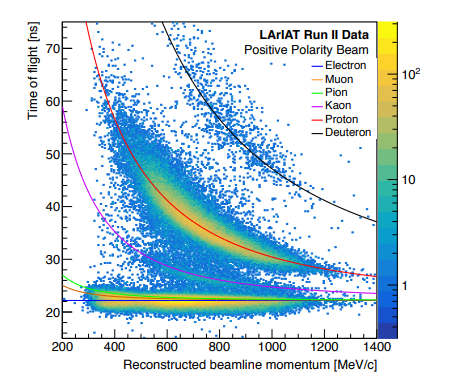 LArIAT Run II Data
Positive Polarity Beam
Electron
Muon
Pion
Kaon
Proton
Deuteron
Time of flight [ns]
70
60
50
40
30
20
200 400 600 800 1000 1200 1400
Reconstructed beamline momentum [MeV/c]
10²
10
1